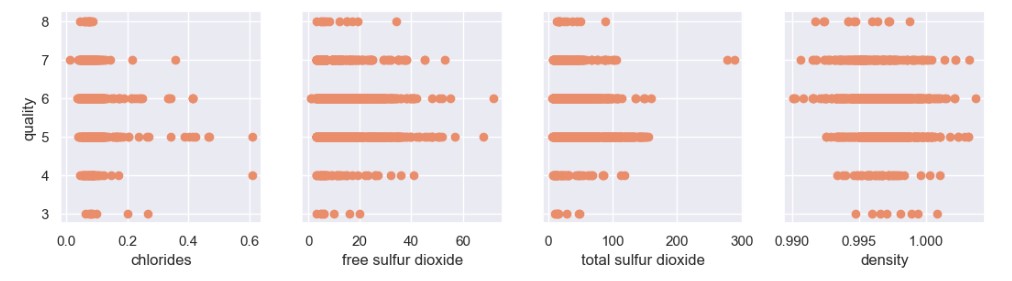 quality
8
7
6
5
4
3
0.0 0.2 0.4 0.6
chlorides
0 20 40 60
free sulfur dioxide
0 100 200 300
total sulfur dioxide
0.990 0.995 1.000
density